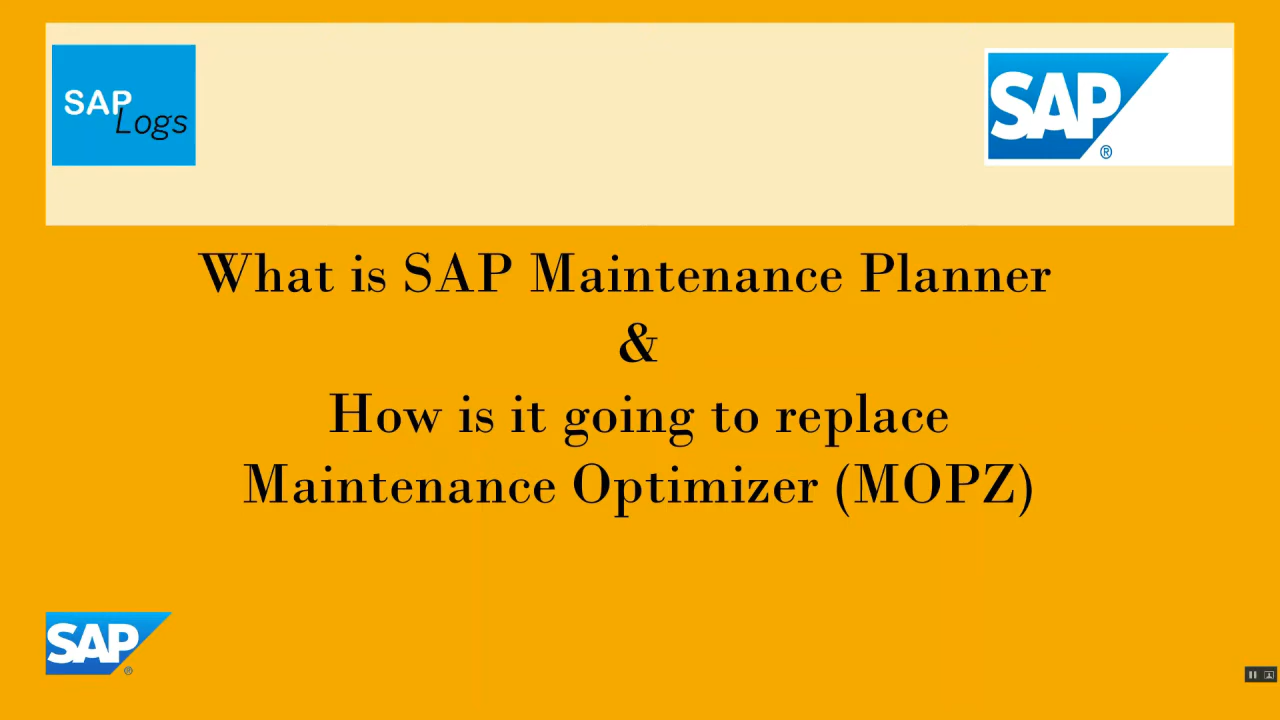 SAP
Logs
SAP
®
What is SAP Maintenance Planner
&
How is it going to replace
Maintenance Optimizer (MOPZ)
SAP
®